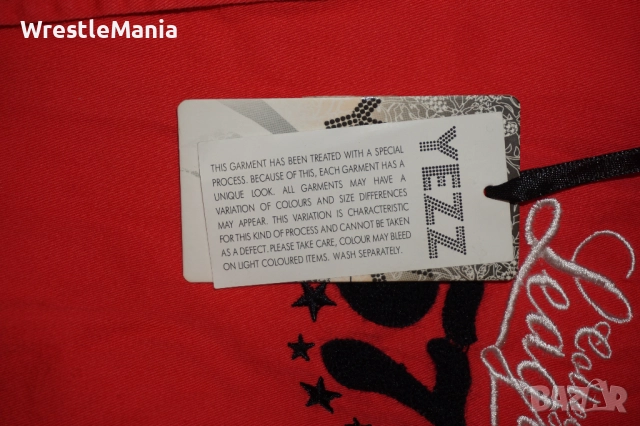 WrestleMania
THIS GARMENT HAS BEEN TREATED WITH A SPECIAL
PROCESS. BECAUSE OF THIS, EACH GARMENT HAS A
UNIQUE LOOK. ALL GARMENTS MAY HAVE A
VARIATION OF COLOURS AND SIZE DIFFERENCES
MAY APPEAR. THIS VARIATION IS CHARACTERISTIC
FOR THIS KIND OF PROCESS AND CANNOT BE TAKEN
AS A DEFECT. PLEASE TAKE CARE, COLOUR MAY BLEED
ON LIGHT COLOURED ITEMS. WASH SEPARATELY.
YEZZ
BAZAR